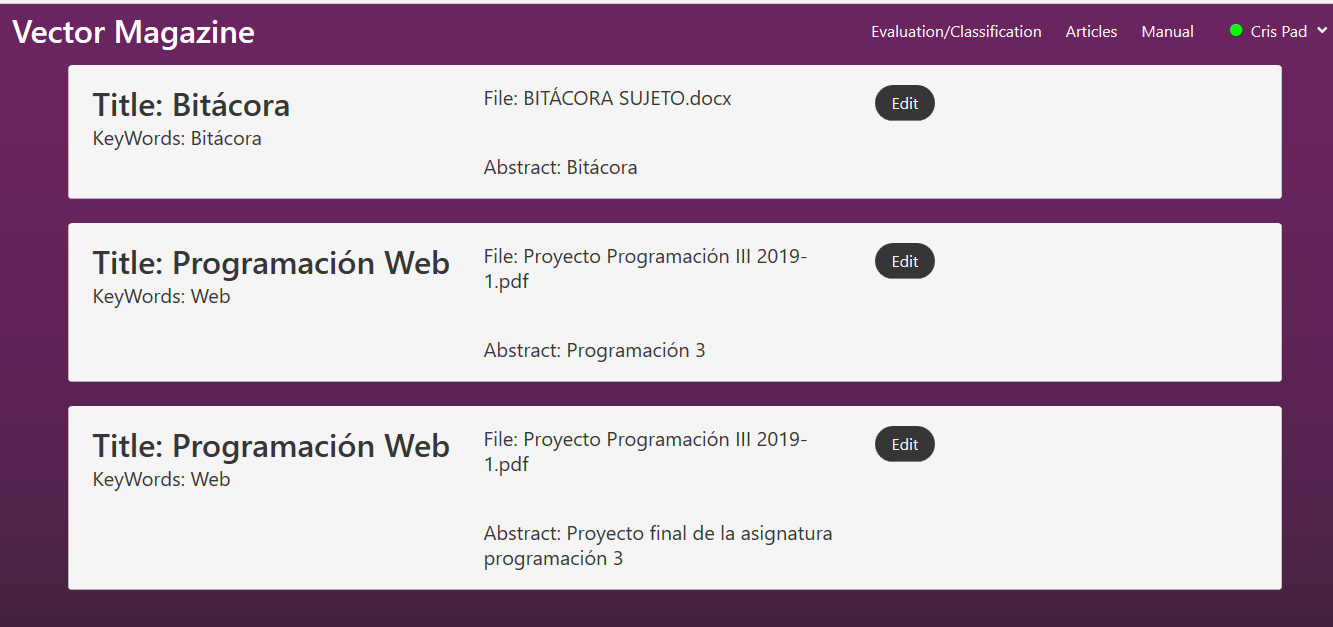 Vector Magazine
Evaluation/Classification Articles Manual Cris Pad
Title: Bitácora
KeyWords: Bitácora
File: BITÁCORA SUJETO.docx
Abstract: Bitácora
Edit
Title: Programación Web
KeyWords: Web
File: Proyecto Programación III 2019-
1.pdf
Abstract: Programación 3
Edit
Title: Programación Web
KeyWords: Web
File: Proyecto Programación III 2019-
1.pdf
Abstract: Proyecto final de la asignatura
programación 3
Edit